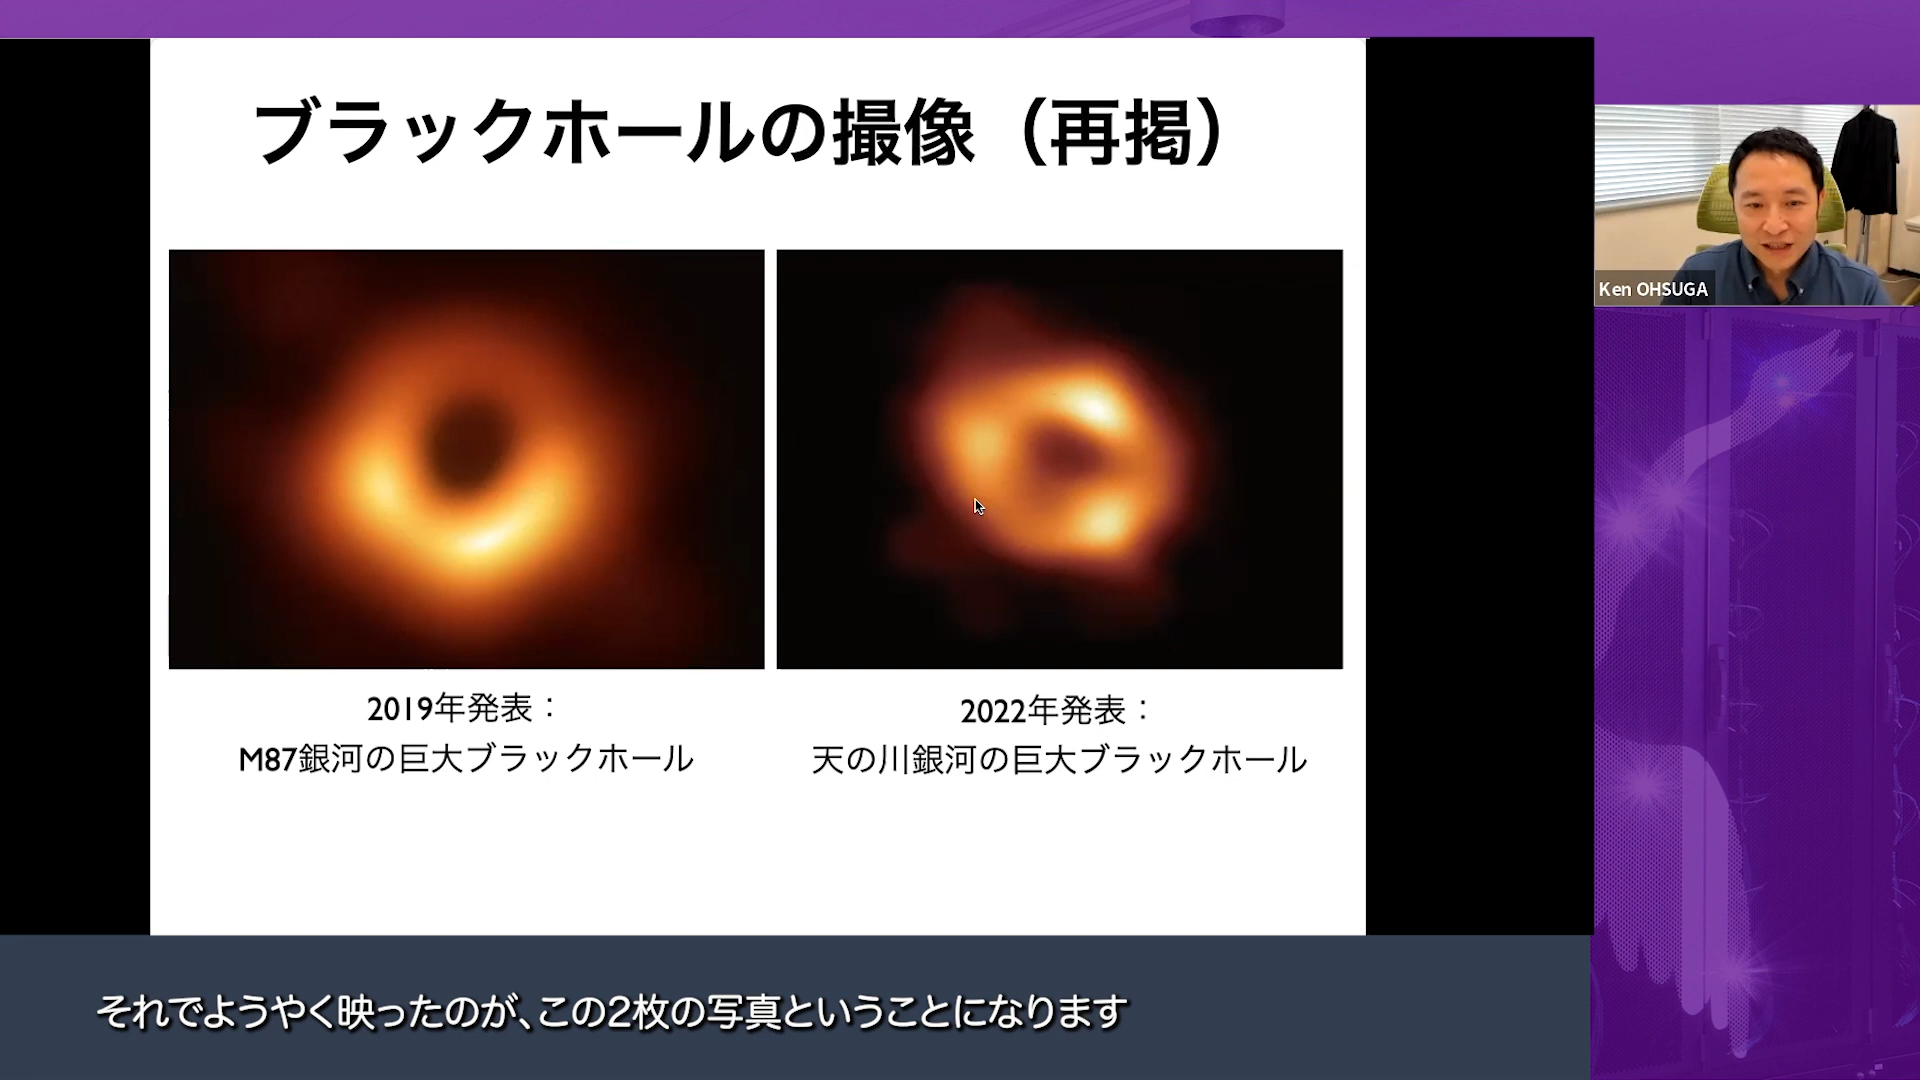 ブラックホールの撮像（再掲）
2019年発表：
M87銀河の巨大ブラックホール
2022年発表：
天の川銀河の巨大ブラックホール
Ken OHSUGA
それでようやく映ったのが、この2枚の写真ということになります